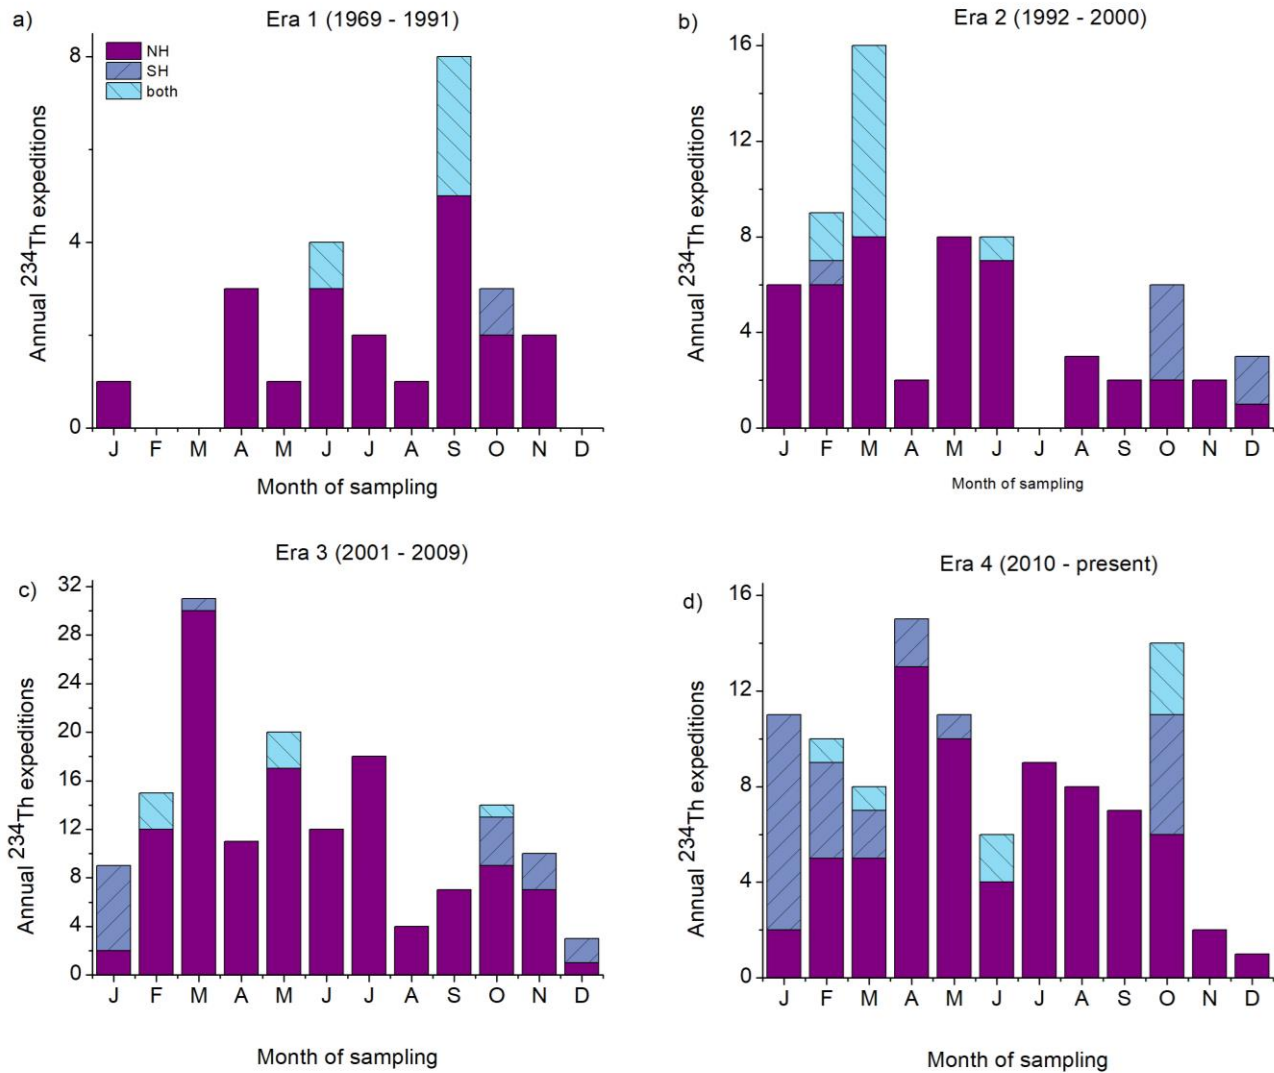 a)
Era 1 (1969 - 1991)
NH
SH
both
8
4
0
Annual ²³⁴Th expeditions
J F M A M J J A S O N D
Month of sampling
b)
Era 2 (1992 - 2000)
16
12
8
4
0
Annual ²³⁴Th expeditions
J F M A M J J A S O N D
Month of sampling
c)
Era 3 (2001 - 2009)
32
28
24
20
16
12
8
4
0
Annual ²³⁴Th expeditions
J F M A M J J A S O N D
Month of sampling
d)
Era 4 (2010 - present)
16
12
8
4
0
Annual ²³⁴Th expeditions
J F M A M J J A S O N D
Month of sampling